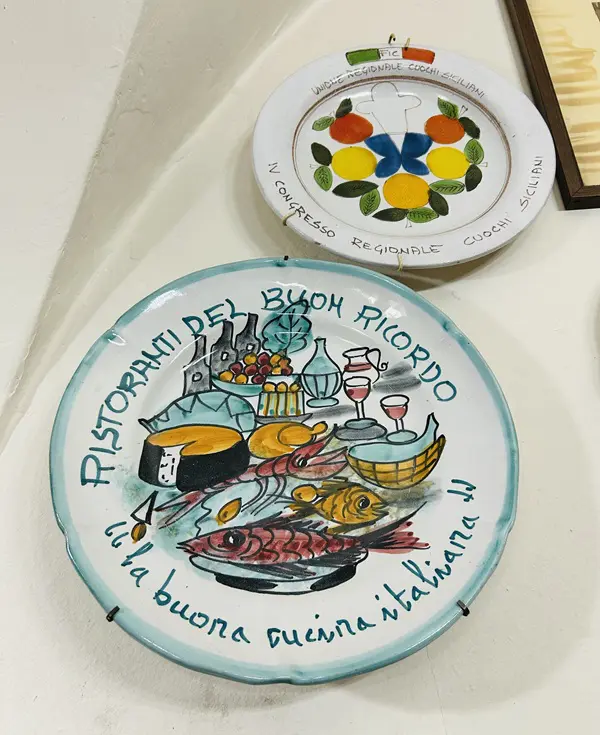 FIC
UNIONE REGIONALE CUOCHI SICILIANI
IV CONGRESSO REGIONALE CUOCHI SICILIANI
RISTORANTI DEL BUON RICORDO
"la buona cucina italiana"